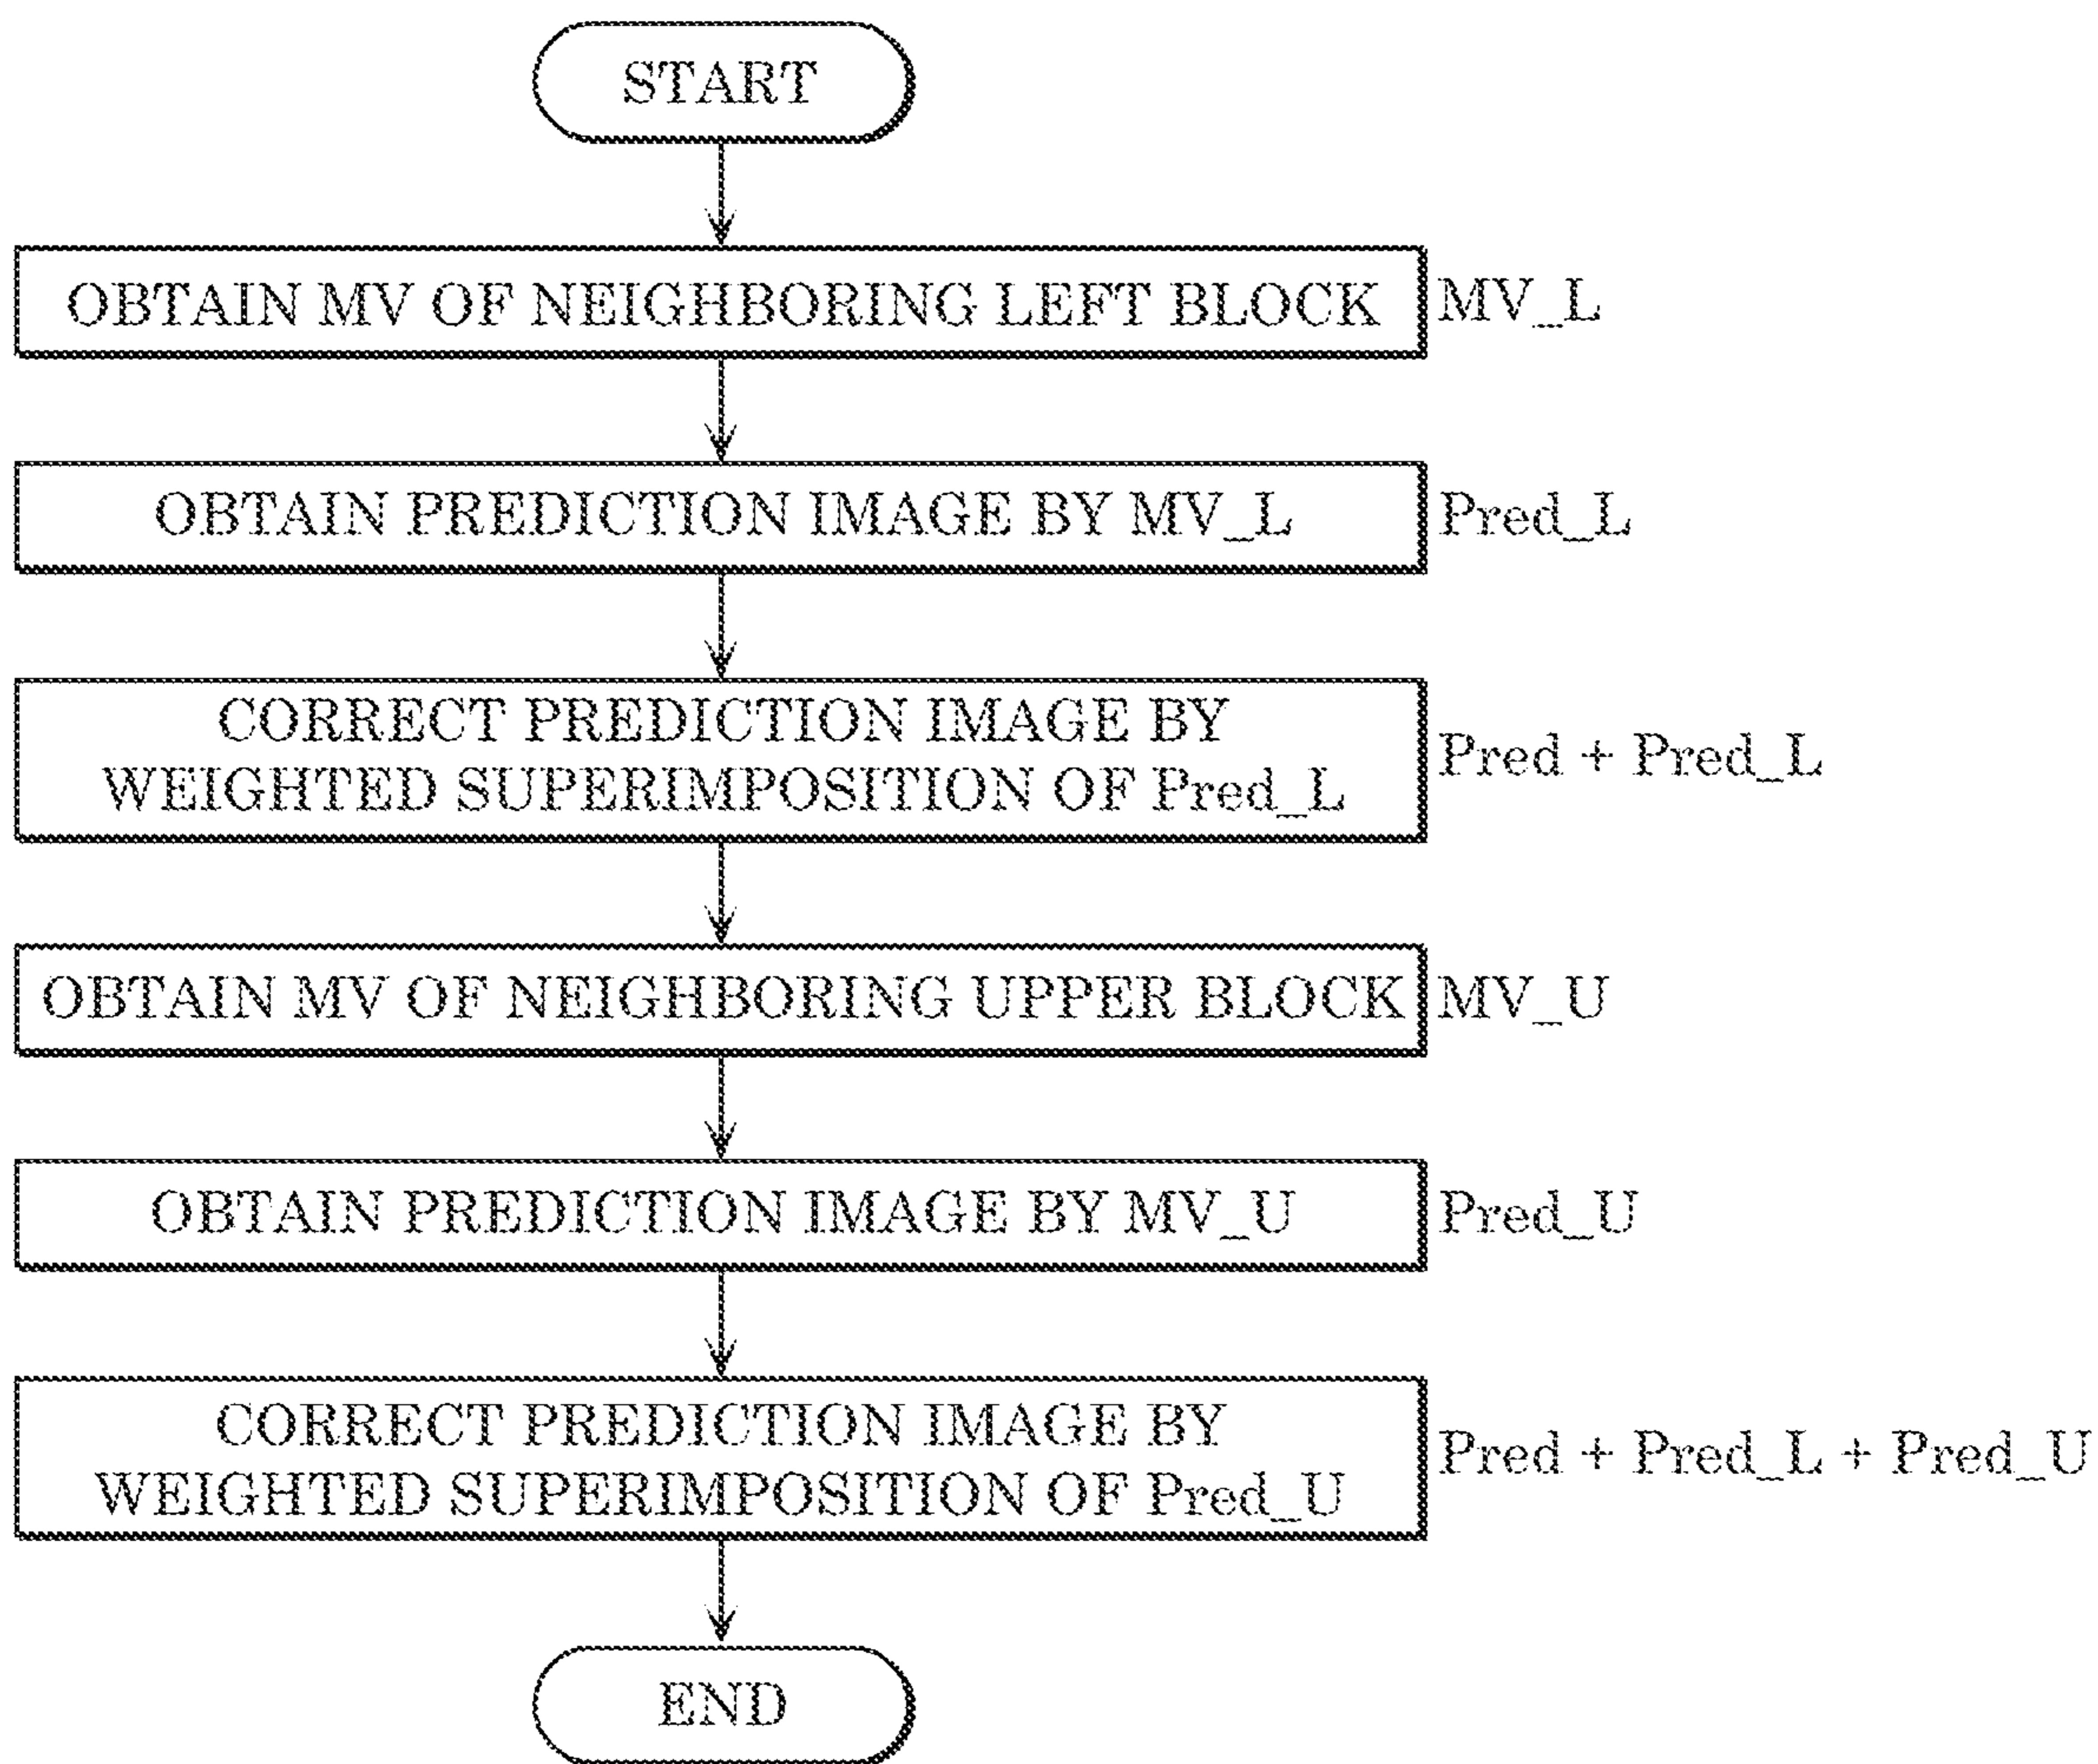 START
OBTAIN MV OF NEIGHBORING LEFT BLOCK
MV_L
OBTAIN PREDICTION IMAGE BY MV_L
Pred_L
CORRECT PREDICTION IMAGE BY
WEIGHTED SUPERIMPOSITION OF Pred_L
Pred + Pred_L
OBTAIN MV OF NEIGHBORING UPPER BLOCK
MV_U
OBTAIN PREDICTION IMAGE BY MV_U
Pred_U
CORRECT PREDICTION IMAGE BY
WEIGHTED SUPERIMPOSITION OF Pred_U
Pred + Pred_L + Pred_U
END